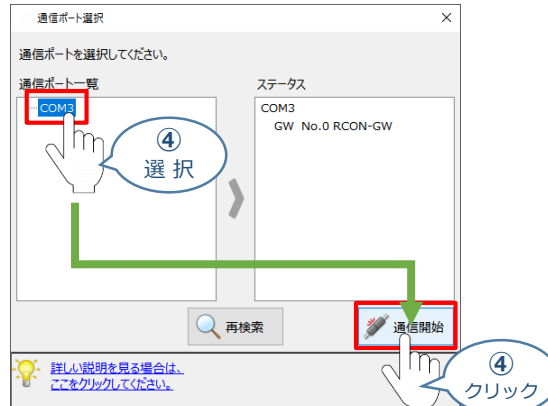 通信ポート選択
通信ポートを選択してください。
通信ポート一覧
ステータス
COM3
COM3
GW No.0 RCON-GW
④
選択
再検索
通信開始
詳しい説明を見る場合は、
ここをクリックしてください。
④
クリック